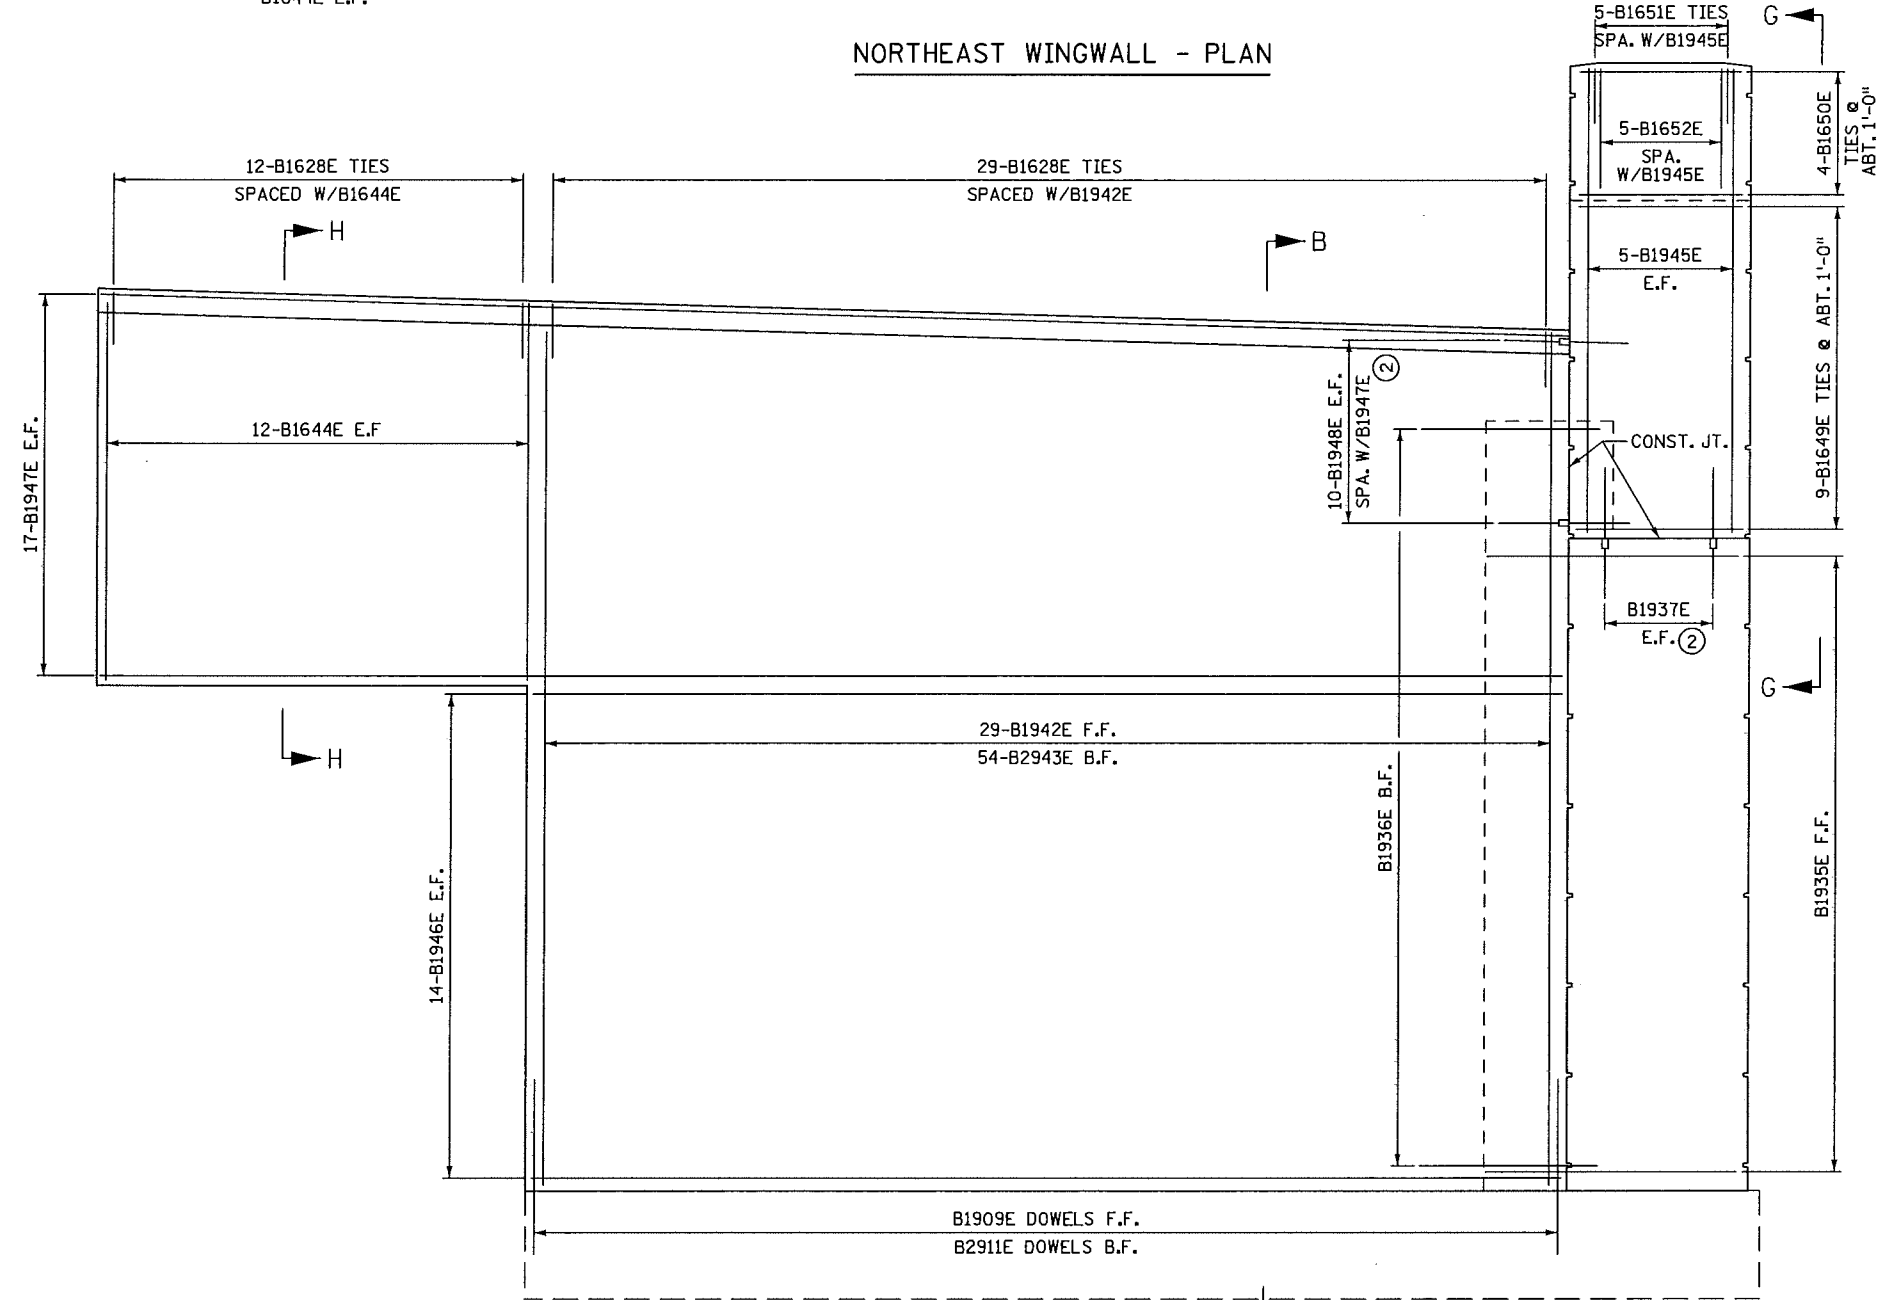 B1644E E.F.
NORTHEAST WINGWALL - PLAN
5-B1651E TIES
SPA. W/B1945E
G
4-B1650E
TIES @
ABT. 1'-0"
5-B1652E
SPA.
W/B1945E
12-B1628E TIES
SPACED W/B1644E
29-B1628E TIES
SPACED W/B1942E
H
B
5-B1945E
E.F.
9-B1649E TIES @ ABT. 1'-0"
17-B1947E E.F.
12-B1644E E.F
10-B1948E E.F.
SPA. W/B1947E
2
CONST. JT.
B1937E
E.F. 2
G
29-B1942E F.F.
54-B2943E B.F.
H
B1936E B.F.
B1935E F.F.
14-B1946E E.F.
B1909E DOWELS F.F.
B2911E DOWELS B.F.